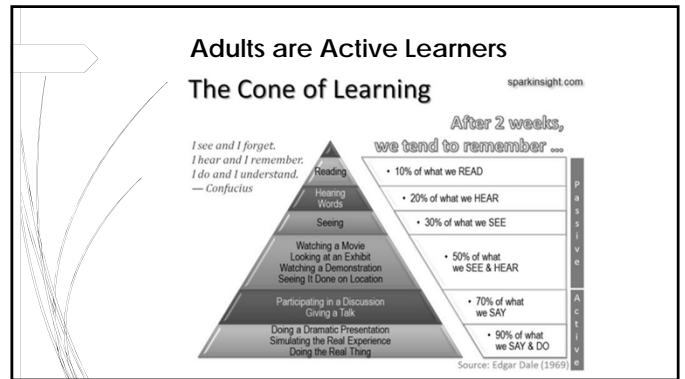 Adults are Active Learners
The Cone of Learning
sparkinsight.com
After 2 weeks,
we tend to remember ...
I see and I forget.
I hear and I remember.
I do and I understand.
— Confucius
Reading
• 10% of what we READ
Hearing
Words
• 20% of what we HEAR
Seeing
• 30% of what we SEE
Watching a Movie
Looking at an Exhibit
Watching a Demonstration
Seeing It Done on Location
• 50% of what
we SEE & HEAR
Passive
Participating in a Discussion
Giving a Talk
• 70% of what
we SAY
Doing a Dramatic Presentation
Simulating the Real Experience
Doing the Real Thing
• 90% of what
we SAY & DO
Active
Source: Edgar Dale (1969)